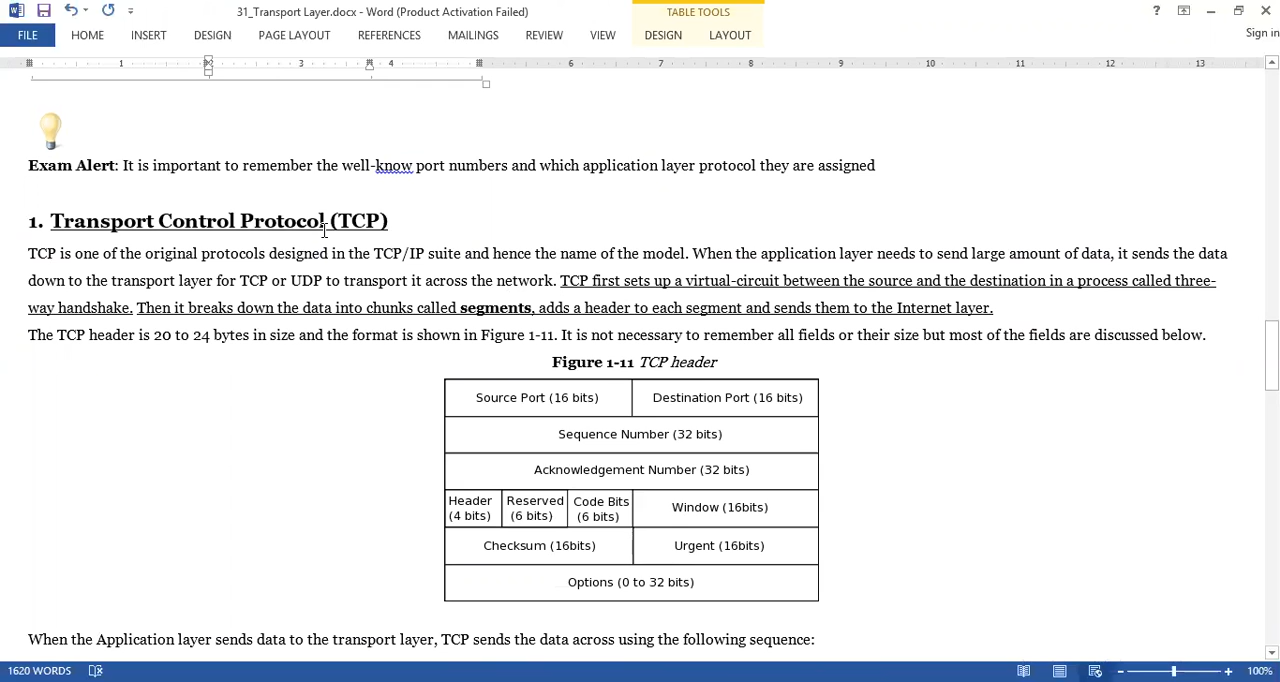 31_Transport Layer.docx - Word (Product Activation Failed)
TABLE TOOLS
?
FILE HOME INSERT DESIGN PAGE LAYOUT REFERENCES MAILINGS REVIEW VIEW DESIGN LAYOUT Sign in
1 3 4 6 7 8 9 10 11 12 13
Exam Alert: It is important to remember the well-know port numbers and which application layer protocol they are assigned
1. Transport Control Protocol (TCP)
TCP is one of the original protocols designed in the TCP/IP suite and hence the name of the model. When the application layer needs to send large amount of data, it sends the data
down to the transport layer for TCP or UDP to transport it across the network. TCP first sets up a virtual-circuit between the source and the destination in a process called three-
way handshake. Then it breaks down the data into chunks called segments, adds a header to each segment and sends them to the Internet layer.
The TCP header is 20 to 24 bytes in size and the format is shown in Figure 1-11. It is not necessary to remember all fields or their size but most of the fields are discussed below.
Figure 1-11 TCP header
Source Port (16 bits) Destination Port (16 bits)
Sequence Number (32 bits)
Acknowledgement Number (32 bits)
Header (4 bits) Reserved (6 bits) Code Bits (6 bits) Window (16bits)
Checksum (16bits) Urgent (16bits)
Options (0 to 32 bits)
When the Application layer sends data to the transport layer, TCP sends the data across using the following sequence:
1620 WORDS 100%